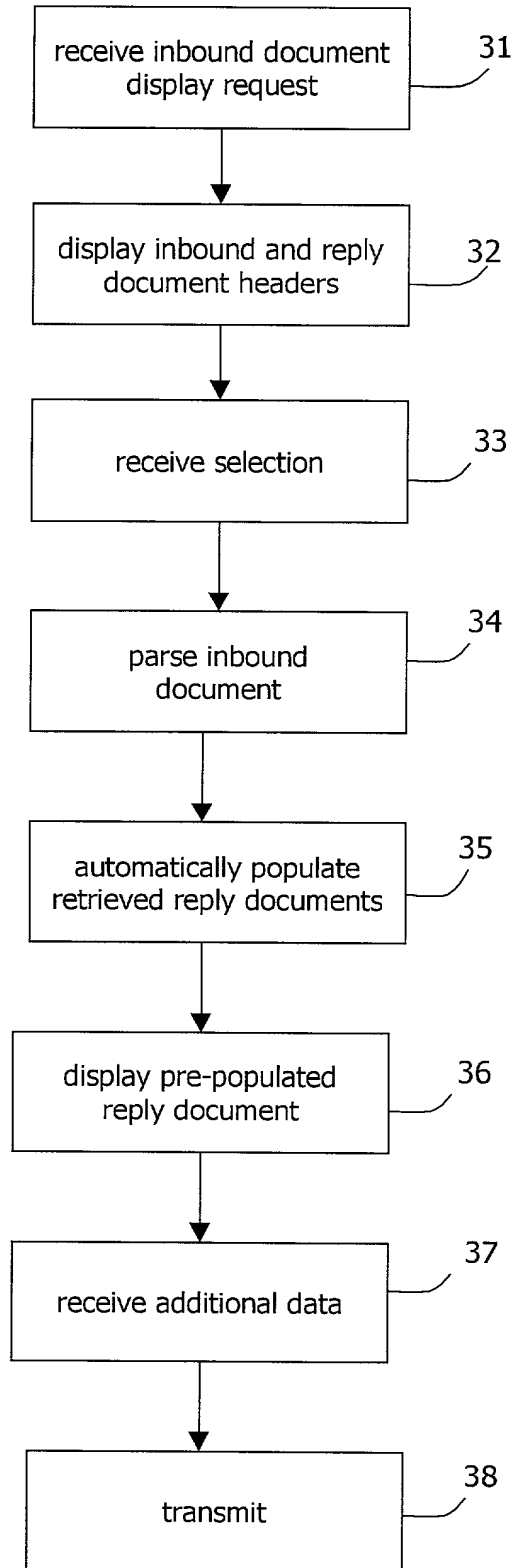 receive inbound document
display request
31
display inbound and reply
document headers
32
receive selection
33
parse inbound
document
34
automatically populate
retrieved reply documents
35
display pre-populated
reply document
36
receive additional data
37
transmit
38